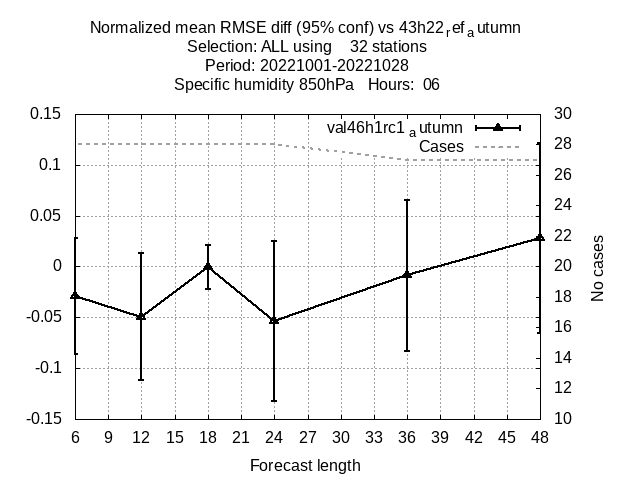 Normalized mean RMSE diff (95% conf) vs 43h22refautumn
Selection: ALL using 32 stations
Period: 20221001-20221028
Specific humidity 850hPa Hours: 06
val46h1rc1autumn
Cases
0.15
0.1
0.05
0
-0.05
-0.1
-0.15
30
28
26
24
22
20
18
16
14
12
10
No cases
6 9 12 15 18 21 24 27 30 33 36 39 42 45 48
Forecast length